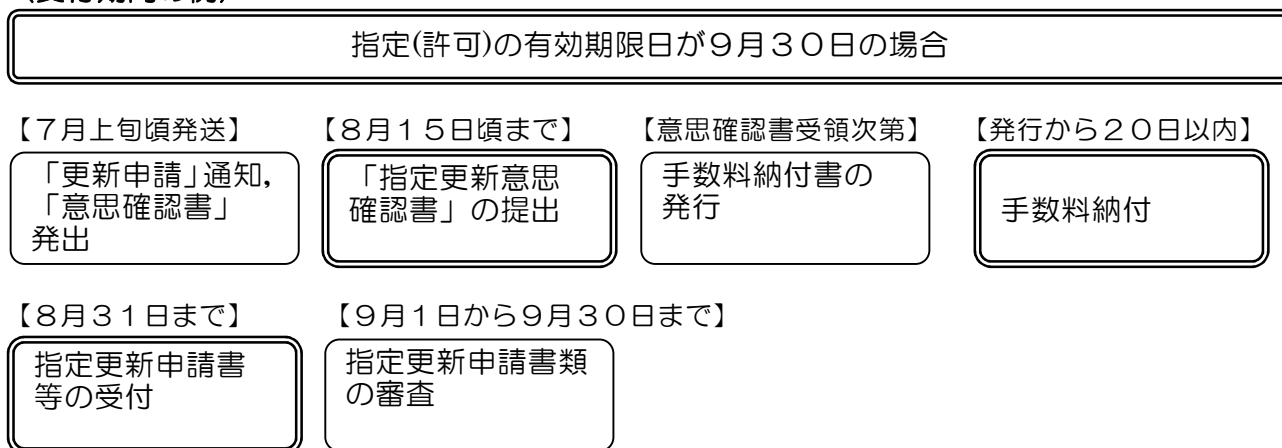 指定(許可)の有効期限日が９月３０日の場合
【７月上旬頃発送】
「更新申請」通知,
「意思確認書」
発出
【８月１５日頃まで】
「指定更新意思
確認書」の提出
【意思確認書受領次第】
手数料納付書の
発行
【発行から２０日以内】
手数料納付
【８月３１日まで】
指定更新申請書
等の受付
【９月１日から９月３０日まで】
指定更新申請書類
の審査